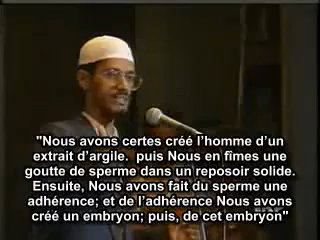 "Nous avons certes créé l'homme d'un
extrait d'argile.  puis Nous en fîmes une
goutte de sperme dans un reposoir solide.
Ensuite, Nous avons fait du sperme une
adhérence; et de l'adhérence Nous avons
créé un embryon; puis, de cet embryon"